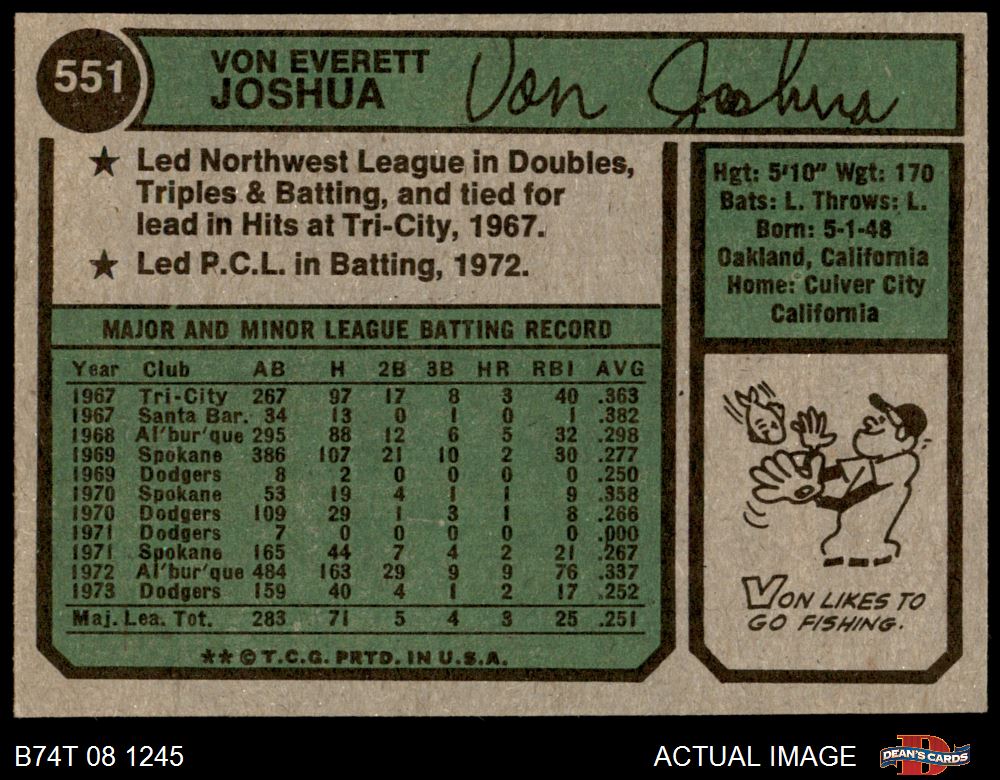 551
VON EVERETT
JOSHUA
Von Joshua
★ Led Northwest League in Doubles,
Triples & Batting, and tied for
lead in Hits at Tri-City, 1967.
★ Led P.C.L. in Batting, 1972.
Hgt: 5'10" Wgt: 170
Bats: L. Throws: L.
Born: 5-1-48
Oakland, California
Home: Culver City
California
MAJOR AND MINOR LEAGUE BATTING RECORD
Year Club AB H 2B 3B HR RBI AVG
1967 Tri-City 267 97 17 8 3 40 .363
1967 Santa Bar. 34 13 0 1 0 1 .382
1968 Al'bur'que 295 88 12 6 5 32 .298
1969 Spokane 386 107 21 10 2 30 .277
1969 Dodgers 8 2 0 0 0 0 .250
1970 Spokane 53 19 4 1 1 9 .358
1970 Dodgers 109 29 1 3 1 8 .266
1971 Dodgers 7 0 0 0 0 0 .000
1971 Spokane 165 44 7 4 2 21 .267
1972 Al'bur'que 484 163 29 9 9 76 .337
1973 Dodgers 159 40 4 1 2 17 .252
Maj. Lea. Tot. 283 71 5 4 3 25 .251
**© T.C.G. PRTD. IN U.S.A.
VON LIKES TO
GO FISHING.
B74T 08 1245
ACTUAL IMAGE
D
DEAN'S CARDS